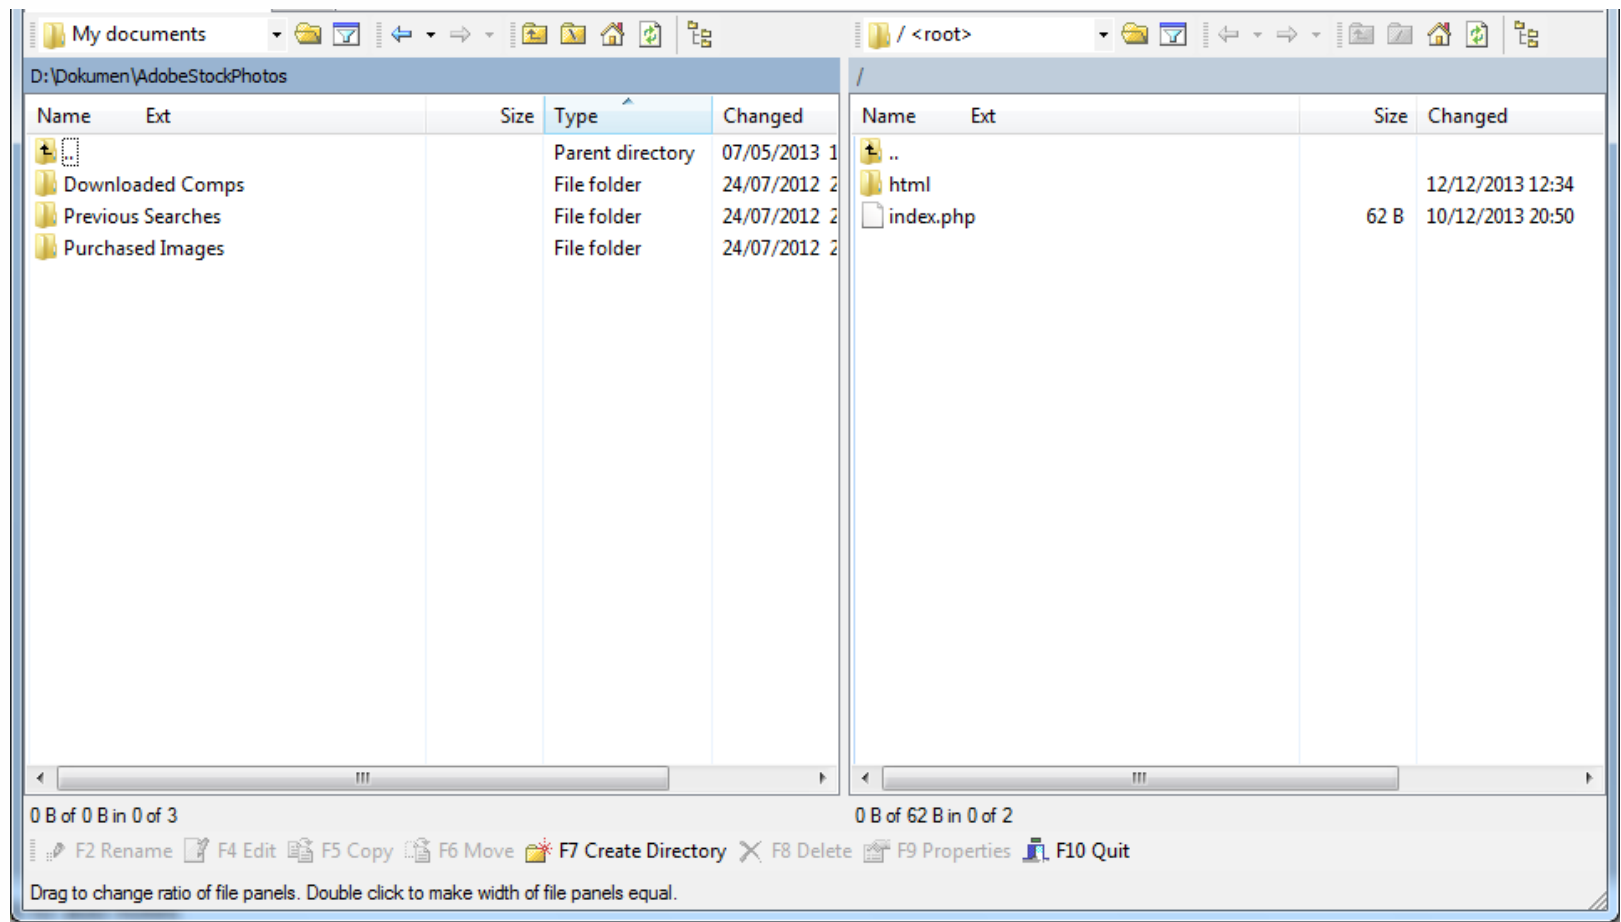 My documents / <root>
D:\Dokumen\AdobeStockPhotos /
Name Ext Size Type Changed Name Ext Size Changed
.. Parent directory 07/05/2013 1 ..
Downloaded Comps File folder 24/07/2012 2 html 12/12/2013 12:34
Previous Searches File folder 24/07/2012 2 index.php 62 B 10/12/2013 20:50
Purchased Images File folder 24/07/2012 2
0 B of 0 B in 0 of 3 0 B of 62 B in 0 of 2
F2 Rename F4 Edit F5 Copy F6 Move F7 Create Directory F8 Delete F9 Properties F10 Quit
Drag to change ratio of file panels. Double click to make width of file panels equal.